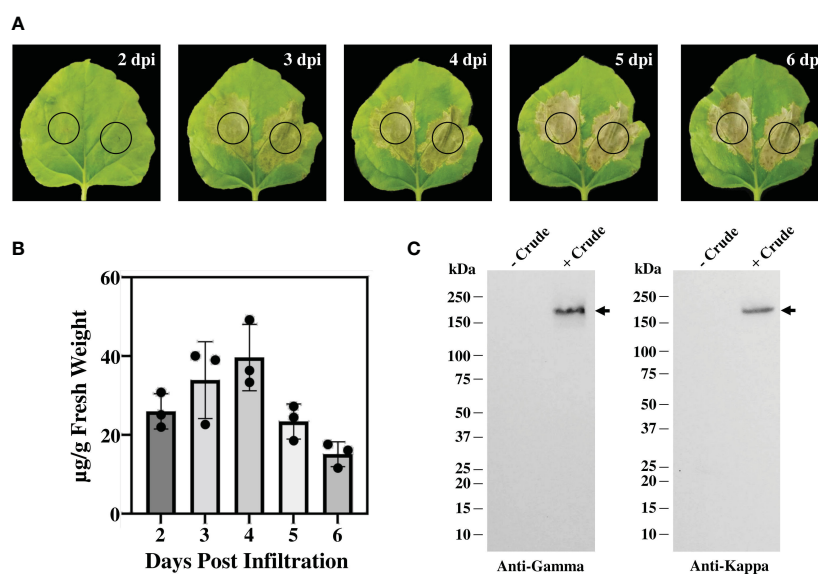 A
2 dpi
3 dpi
4 dpi
5 dpi
6 dp
B
60
40
20
0
µg/g Fresh Weight
2 3 4 5 6
Days Post Infiltration
C
kDa
- Crude
+ Crude
250
150
100
75
50
37
25
20
15
10
Anti-Gamma
kDa
- Crude
+ Crude
250
150
100
75
50
37
25
20
15
10
Anti-Kappa